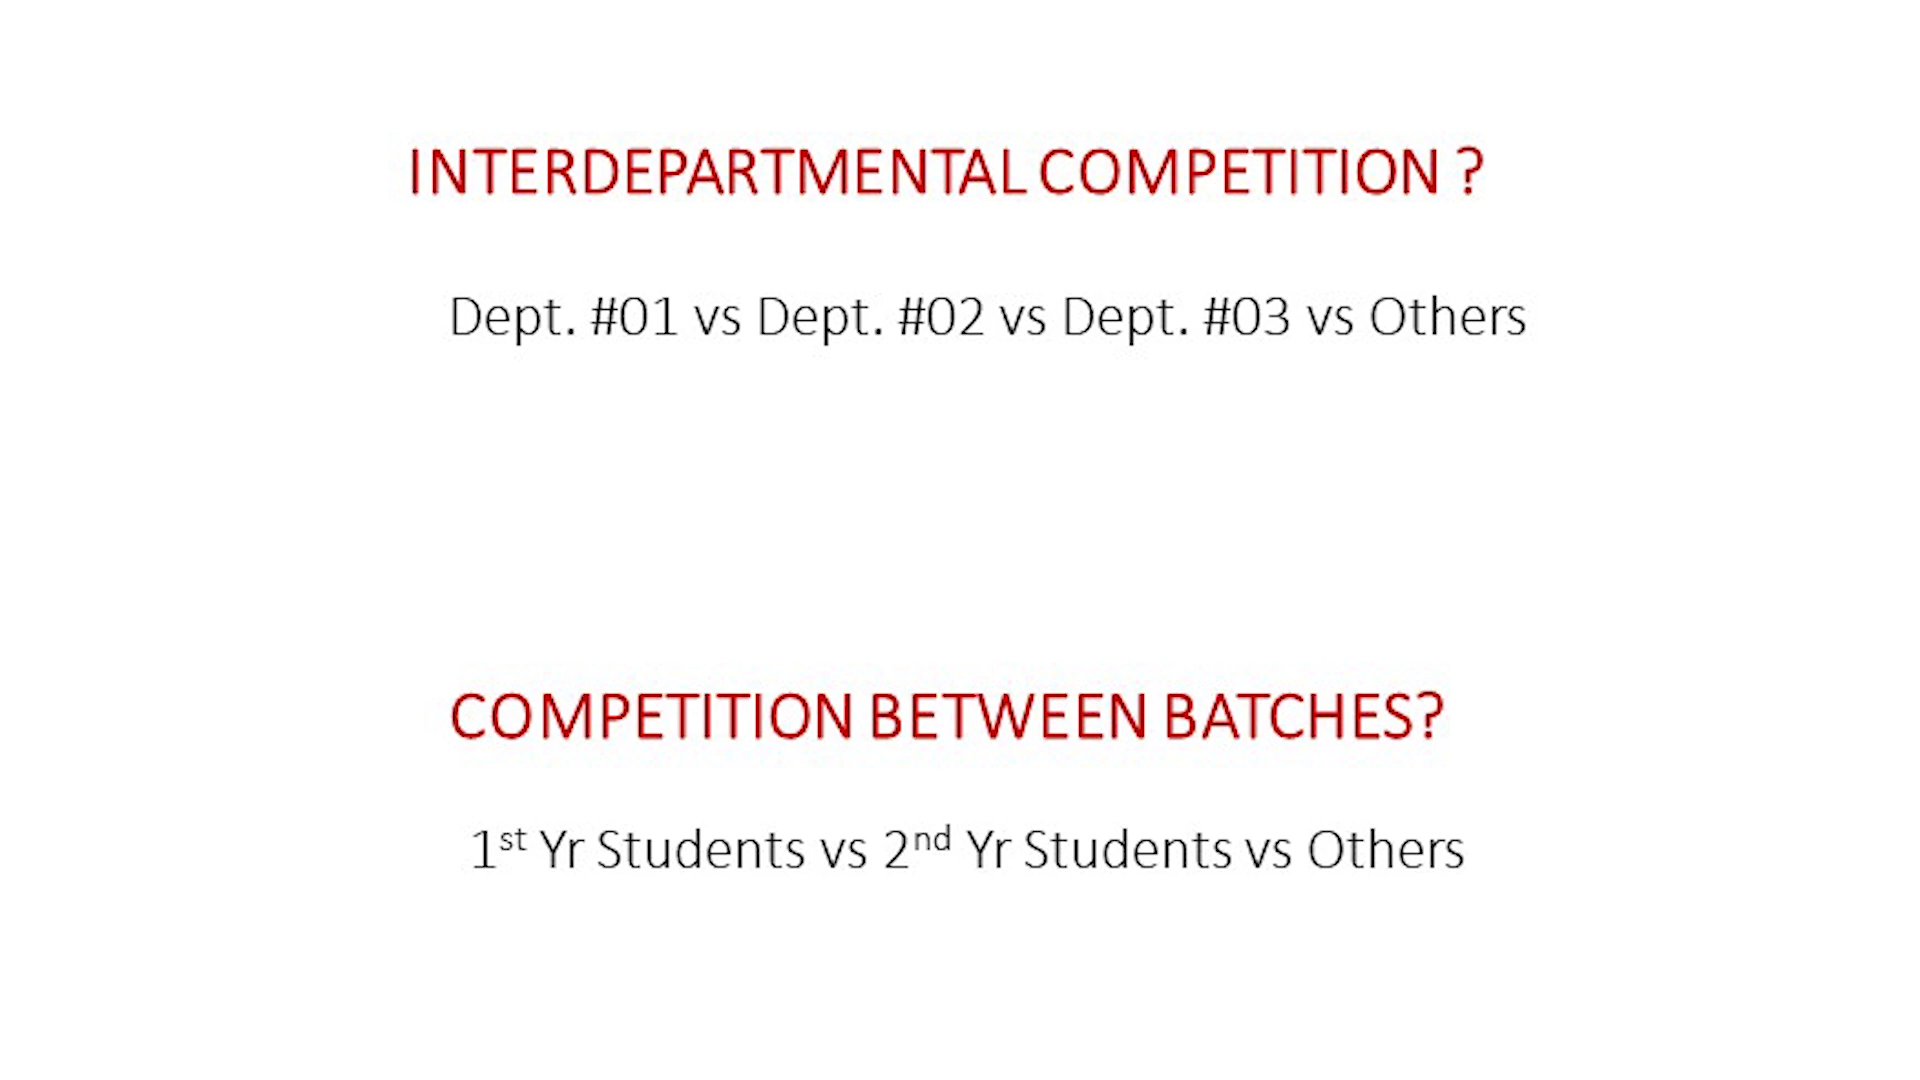 INTERDEPARTMENTAL COMPETITION ?
Dept. #01 vs Dept. #02 vs Dept. #03 vs Others
COMPETITION BETWEEN BATCHES?
1st Yr Students vs 2nd Yr Students vs Others